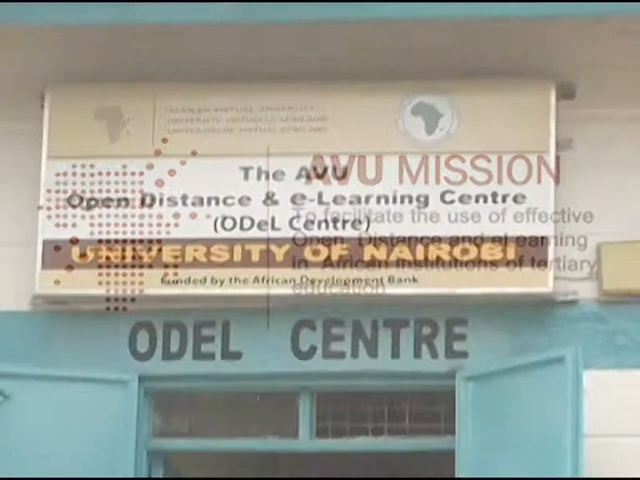 AFRICAN VIRTUAL UNIVERSITY
UNIVERSITE VIRTUELLE AFRICAINE
UNIVERSIDADE VIRTUAL AFRICANA
The AVU
Open Distance & e-Learning Centre
(ODeL Centre)
UNIVERSITY OF NAIROBI
Funded by the African Development Bank
ODEL CENTRE
AVU MISSION
To facilitate the use of effective
Open, Distance and eLearning
in African institutions of tertiary
education